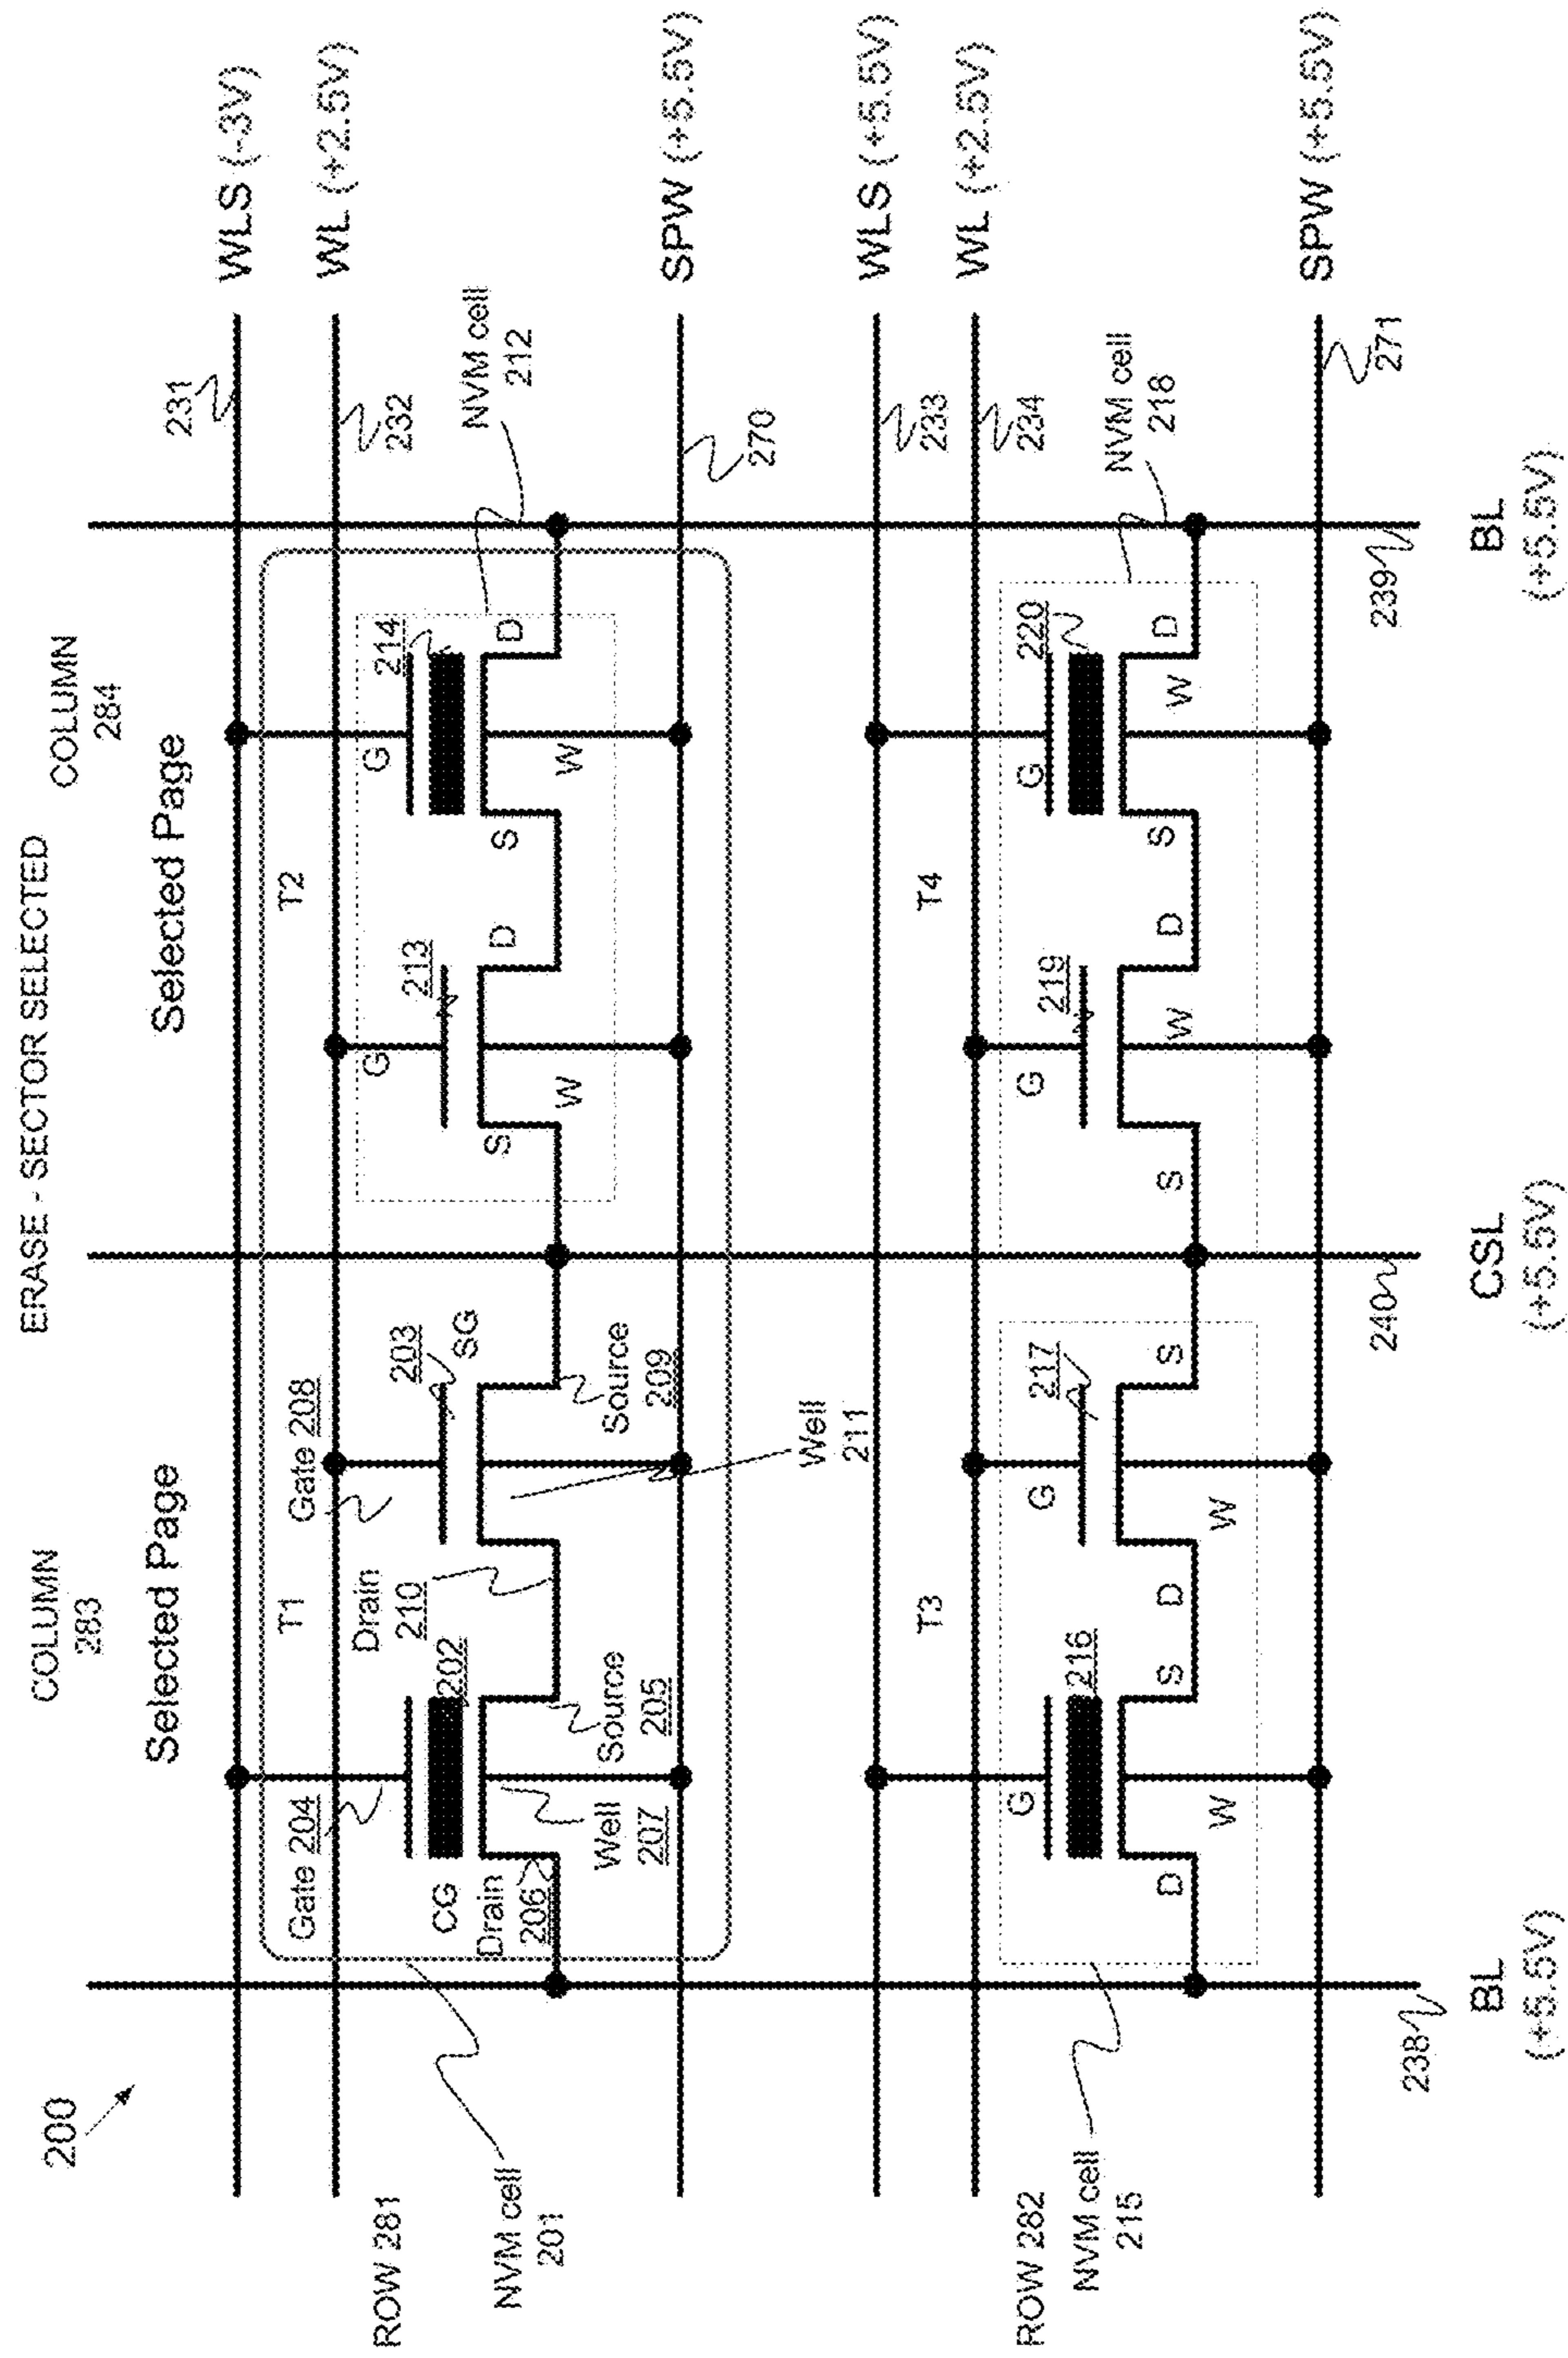 ERASE - SECTOR SELECTED
200
COLUMN
283
COLUMN
284
Selected Page
Selected Page
231
WLS (-3V)
T1
T2
Gate 204
Gate 208
WL (+2.5V)
232
ROW 281
Drain
210
G
G
214
CG
202
203
SG
213
NVM cell
212
Drain
206
Source
205
Source
209
S
D
S
D
Well
207
W
W
NVM cell
201
SPW (+5.5V)
270
Well
211
WLS (+5.5V)
233
T3
T4
WL (+2.5V)
234
ROW 282
G
G
G
G
216
217
219
220
NVM cell
215
NVM cell
218
D
S
D
S
S
D
S
D
W
W
W
W
SPW (+5.5V)
271
238
240
239
BL
(+5.5V)
CSL
(+5.5V)
BL
(+5.5V)